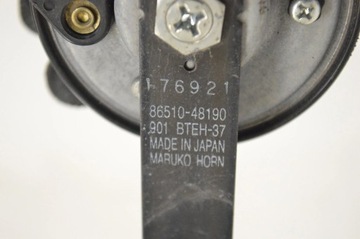 176921
86510-48190
901 BTEH-37
MADE IN JAPAN
MARUKO HORN